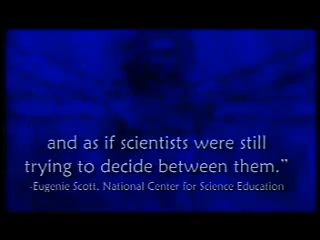 and as if scientists were still
trying to decide between them.”
-Eugenie Scott, National Center for Science Education